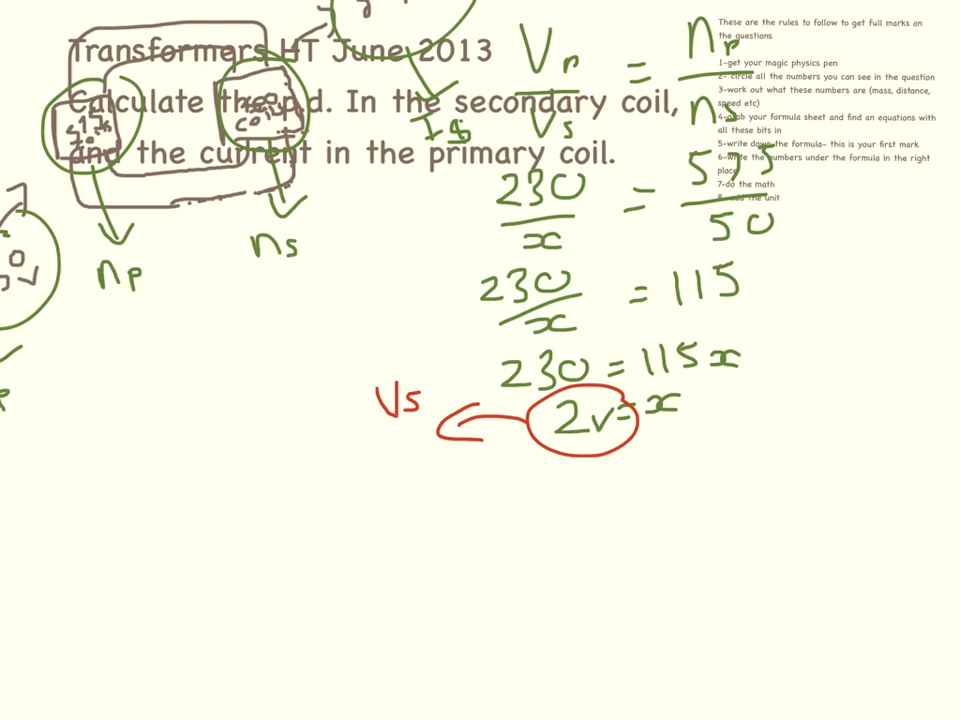 Transformers HT June 2013
Calculate the p.d. In the secondary coil,
and the current in the primary coil.
These are the rules to follow to get full marks on
the questions
1-get your magic physics pen
2- circle all the numbers you can see in the question
3-work out what these numbers are (mass, distance,
speed etc)
4-grab your formula sheet and find an equations with
all these bits in
5-write down the formula- this is your first mark
6-write the numbers under the formula in the right
place
7-do the math
8- add the unit
Is
np
ns
Vp = np
Vs ns
230 = 575
x 50
230 = 115
x
230 = 115x
2v = x
Vs